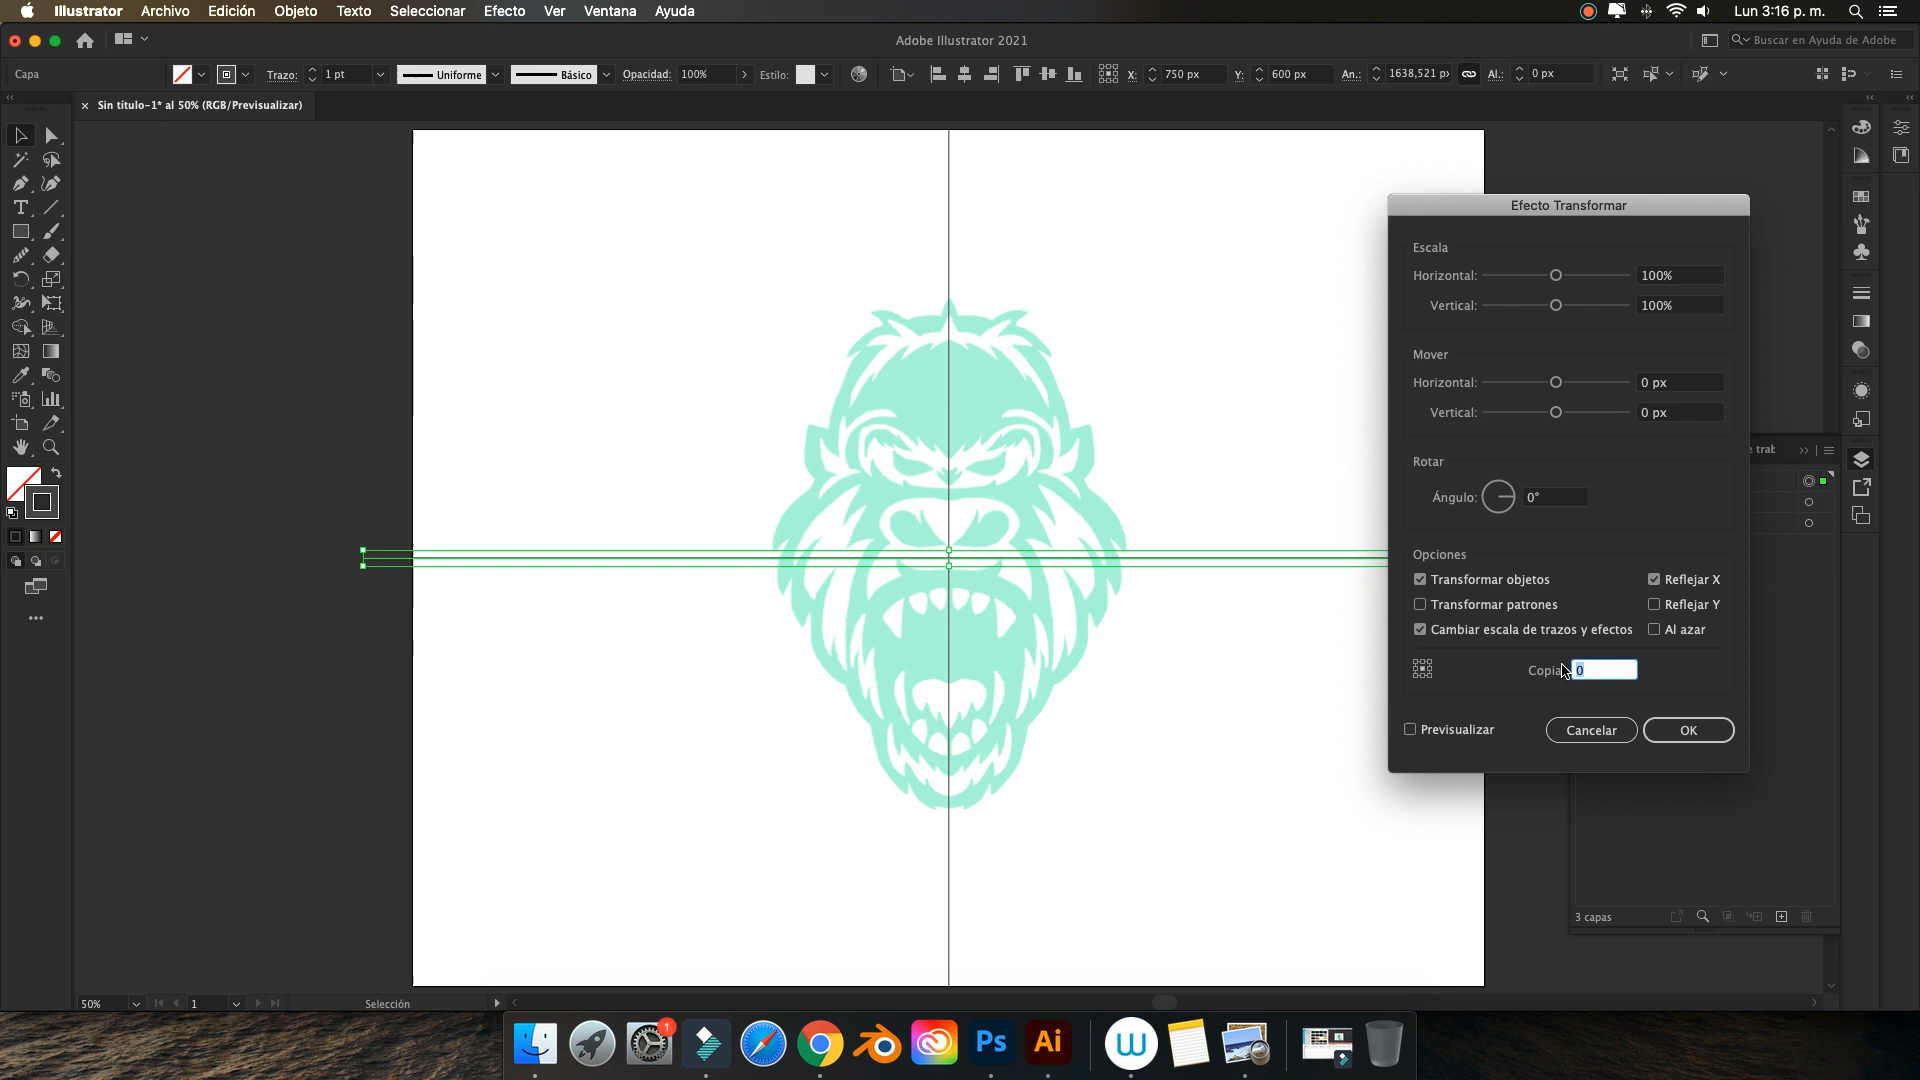 Illustrator Archivo Edición Objeto Texto Seleccionar Efecto Ver Ventana Ayuda
Lun 3:16 p. m.
Adobe Illustrator 2021
Buscar en Ayuda de Adobe
Capa
Trazo: 1 pt Uniforme Básico Opacidad: 100% Estilo: X: 750 px Y: 600 px An.: 1638,521 px Al.: 0 px
× Sin título-1* al 50% (RGB/Previsualizar)
Efecto Transformar
Escala
Horizontal: 100%
Vertical: 100%
Mover
Horizontal: 0 px
Vertical: 0 px
e trab
Rotar
Ángulo: 0°
Opciones
Transformar objetos Reflejar X
Transformar patrones Reflejar Y
Cambiar escala de trazos y efectos Al azar
Copia 0
Previsualizar Cancelar OK
3 capas
50% 1 Selección
1
Ps Ai